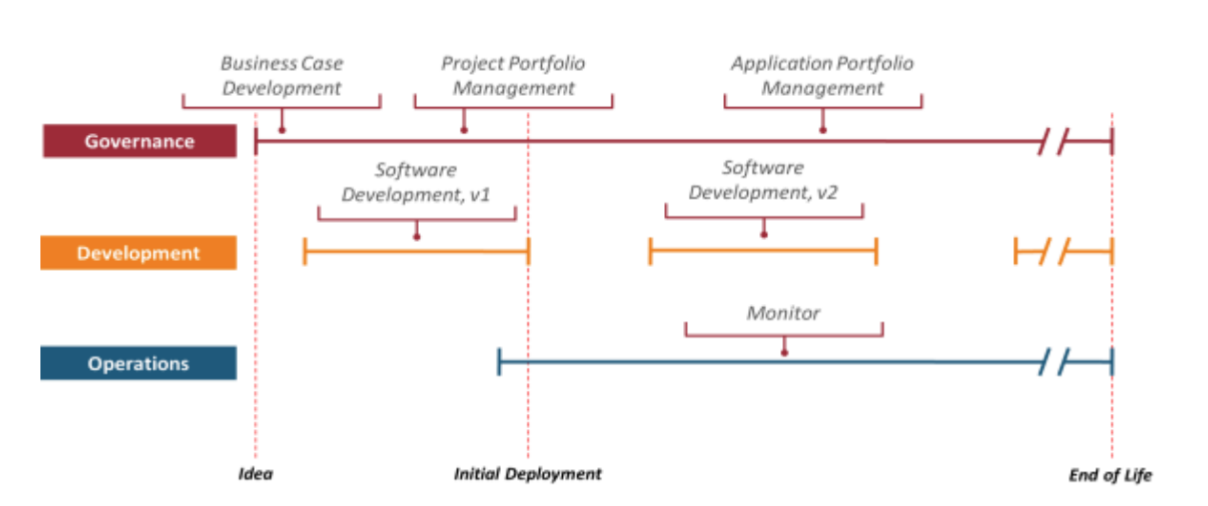 Business Case
Development
Project Portfolio
Management
Application Portfolio
Management
Governance
Software
Development, v1
Software
Development, v2
Development
Monitor
Operations
Idea
Initial Deployment
End of Life